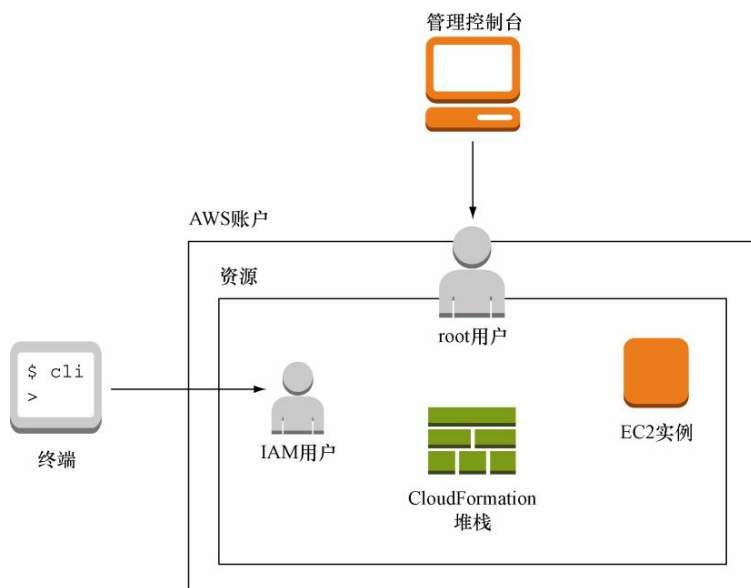 管理控制台
AWS账户
资源
root用户
$ cli
>
终端
IAM用户
EC2实例
CloudFormation
堆栈